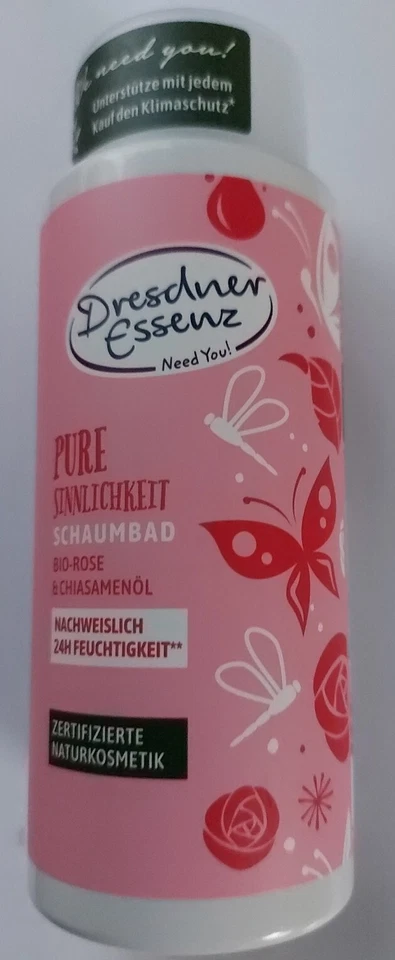 need you!
Unterstütze mit jedem
Kauf den Klimaschutz*
Dresdner
Essenz
Need You!
PURE
SINNLICHKEIT
SCHAUMBAD
BIO-ROSE
& CHIASAMENÖL
NACHWEISLICH
24H FEUCHTIGKEIT**
ZERTIFIZIERTE
NATURKOSMETIK